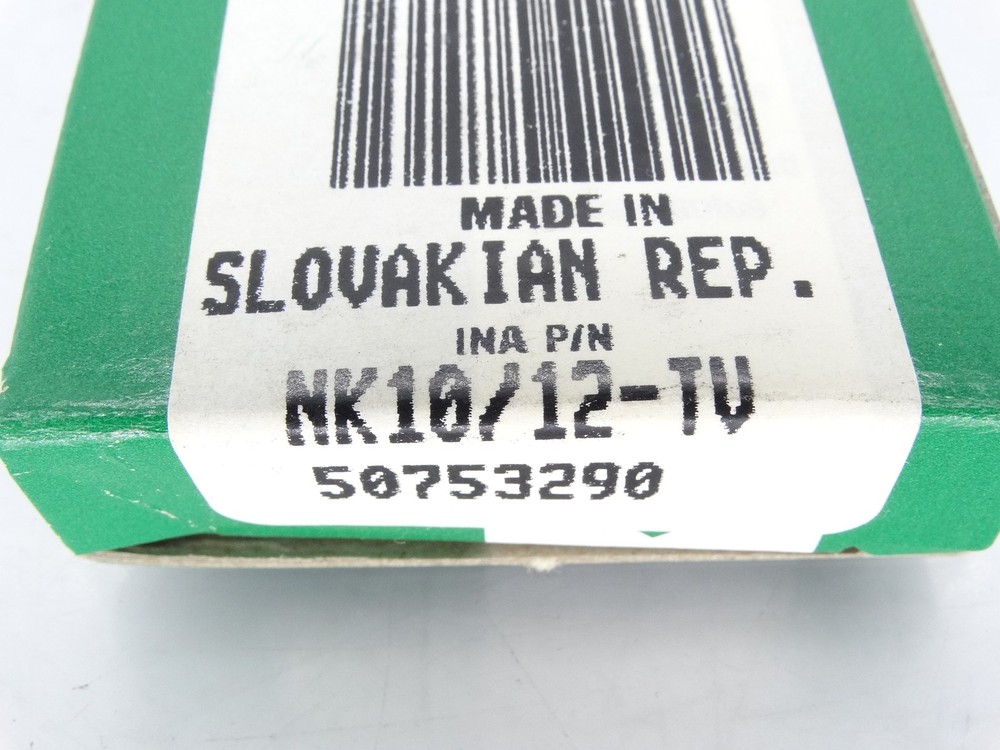 MADE IN
SLOVAKIAN REP.
INA P/N
NK10/12-TV
50753290